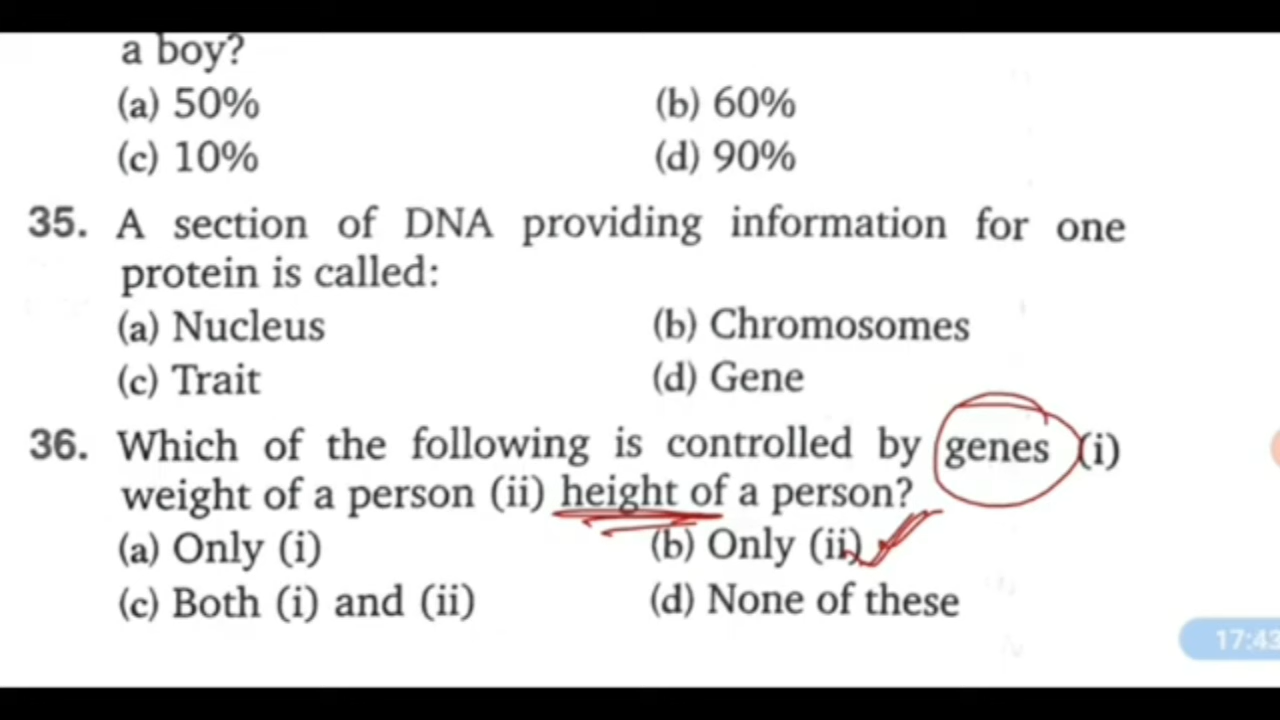 a boy?
(a) 50% (b) 60%
(c) 10% (d) 90%
35. A section of DNA providing information for one
protein is called:
(a) Nucleus (b) Chromosomes
(c) Trait (d) Gene
36. Which of the following is controlled by genes (i)
weight of a person (ii) height of a person?
(a) Only (i) (b) Only (ii)
(c) Both (i) and (ii) (d) None of these
17:43